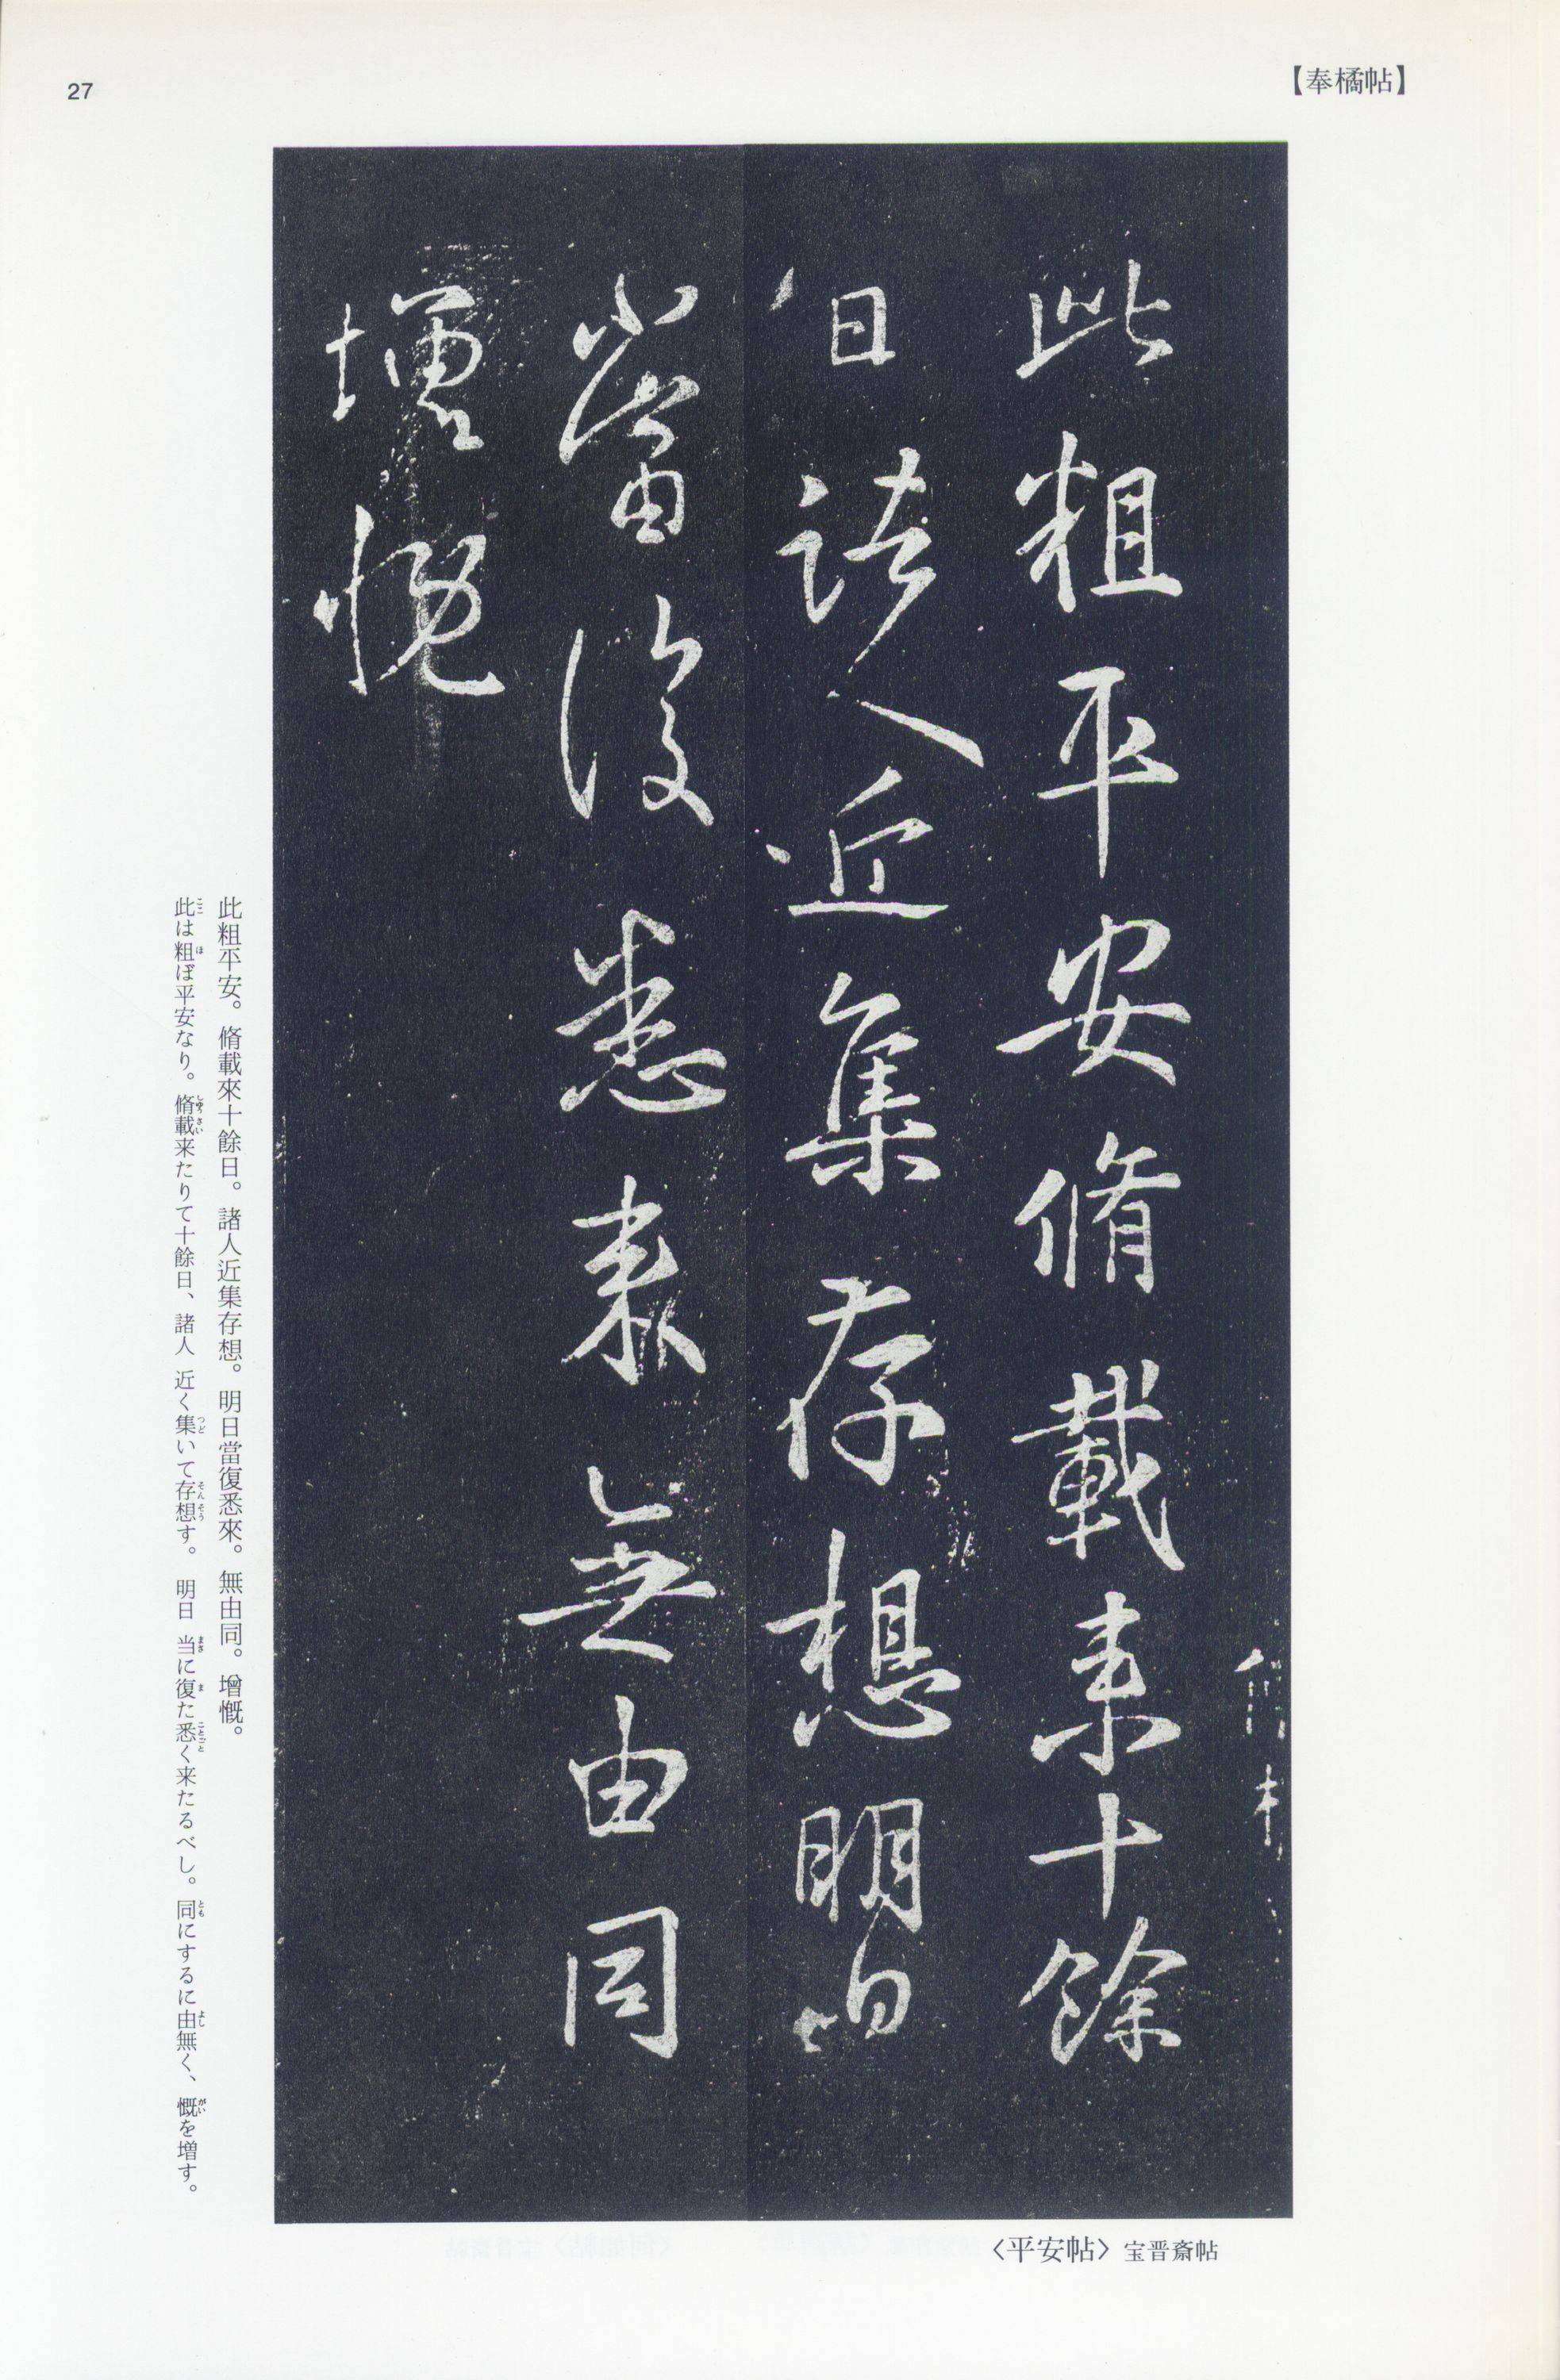 【奉橘帖】
27
此粗平安脩載來十餘
日諸人近集存想明日
當復悉來無由同
增慨
〈平安帖〉宝晋齋帖
此粗平安。脩載來十餘日。諸人近集存想。明日當復悉來。無由同。增慨。
此は粗ぼ平安なり。脩載来たりて十餘日、諸人 近く集いて存想す。明日 当に復た悉く来たるべし。同にするに由無く、慨を増す。